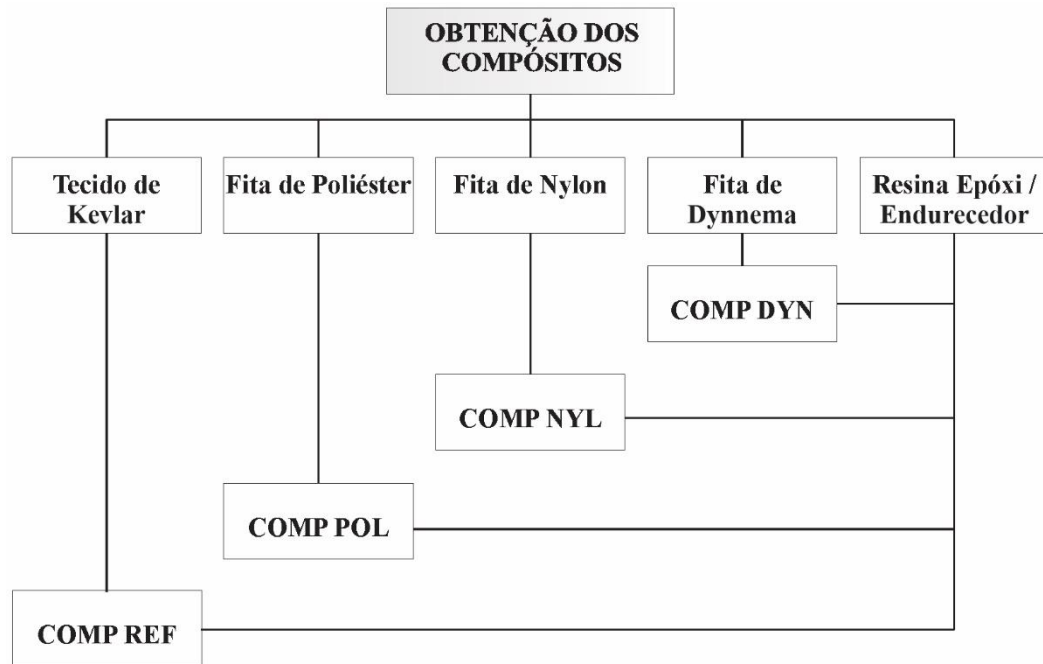 OBTENÇÃO DOS
COMPÓSITOS
Tecido de
Kevlar
Fita de Poliéster
Fita de Nylon
Fita de
Dynnema
Resina Epóxi /
Endurecedor
COMP DYN
COMP NYL
COMP POL
COMP REF